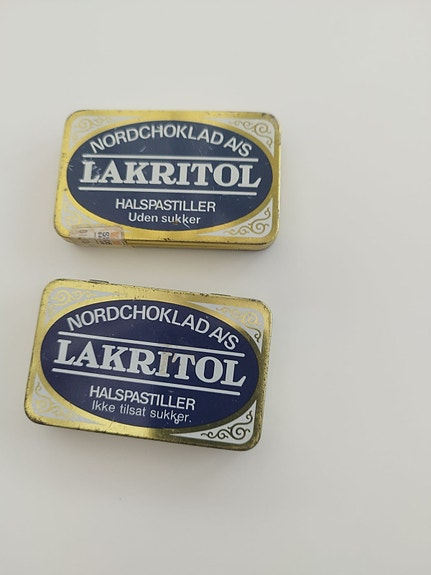 NORDCHOKLAD A/S
LAKRITOL
HALSPASTILLER
Uden sukker
NORDCHOKLAD A/S
LAKRITOL
HALSPASTILLER
Ikke tilsat sukker.